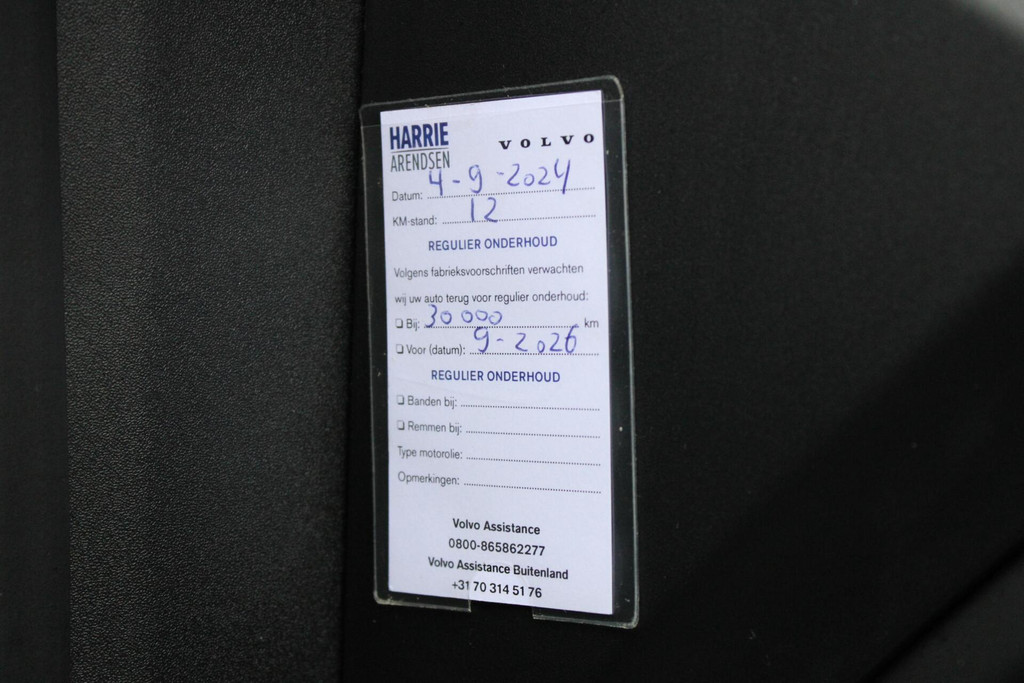 HARRIE
ARENDSEN
VOLVO
Datum: 4-9-2024
KM-stand: 12
REGULIER ONDERHOUD
Volgens fabrieksvoorschriften verwachten
wij uw auto terug voor regulier onderhoud:
❏ Bij: 30 000 km
❏ Voor (datum): 9-2026
REGULIER ONDERHOUD
❏ Banden bij:
❏ Remmen bij:
Type motorolie:
Opmerkingen:
Volvo Assistance
0800-865862277
Volvo Assistance Buitenland
+31 70 314 51 76